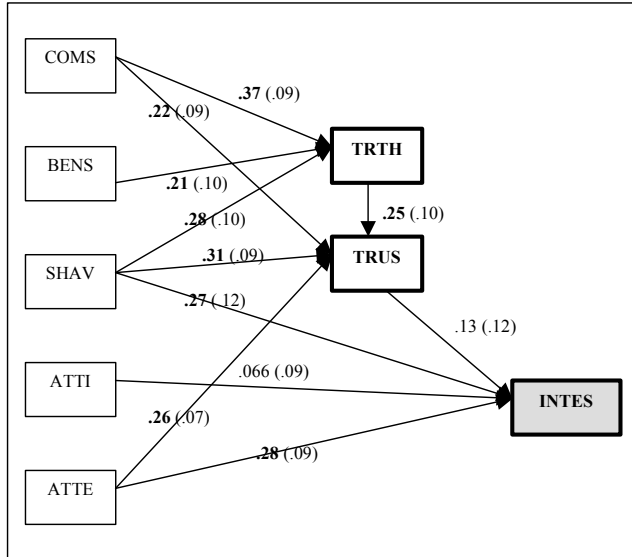 COMS
.37 (.09)
.22 (.09)
TRTH
BENS
.21 (.10)
.28 (.10)
.25 (.10)
TRUS
SHAV
.31 (.09)
.27 (.12)
.13 (.12)
ATTI
.066 (.09)
INTES
.26 (.07)
.28 (.09)
ATTE